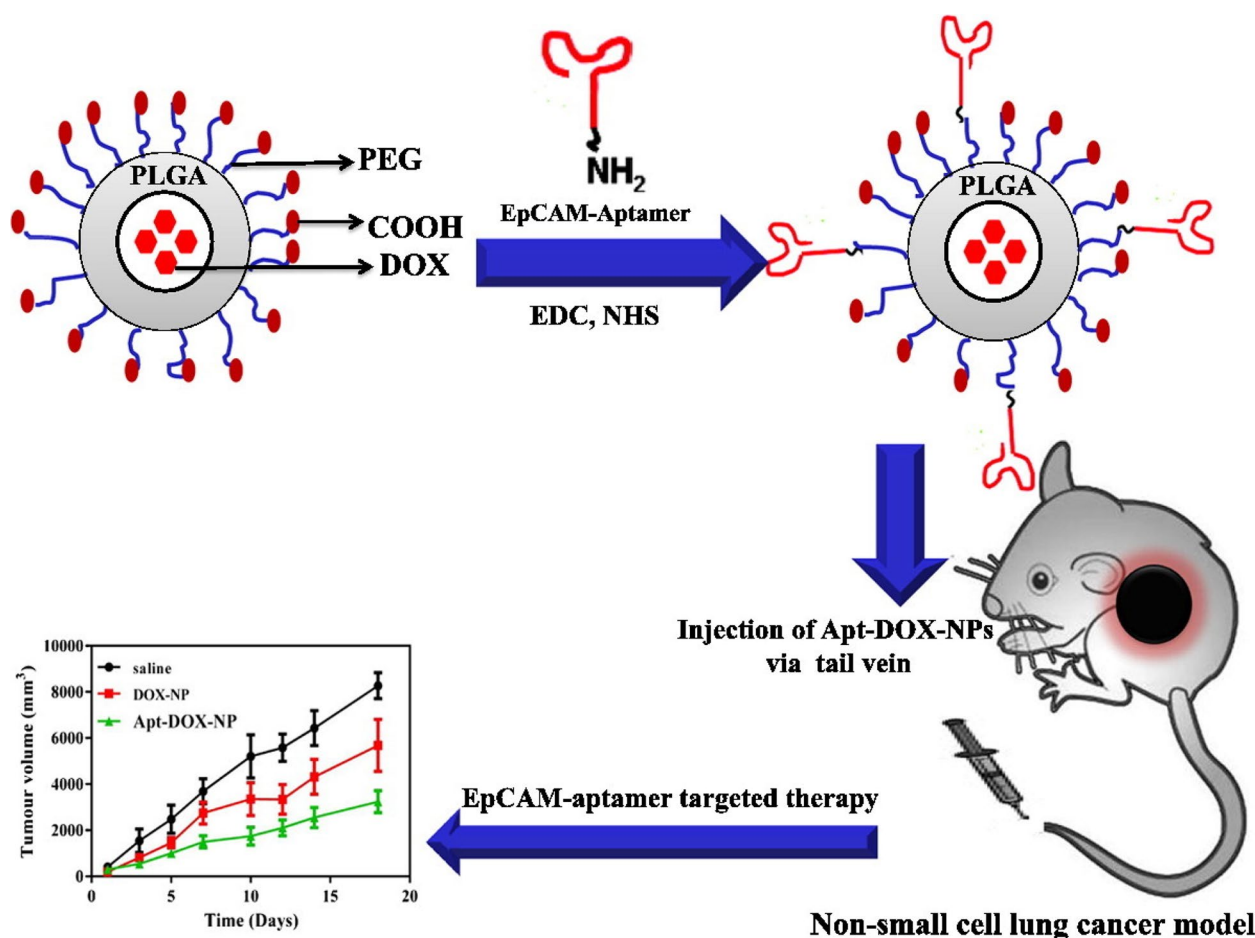 PLGA
PEG
COOH
DOX
NH2
EpCAM-Aptamer
EDC, NHS
PLGA
Injection of Apt-DOX-NPs
via tail vein
Non-small cell lung cancer model
EpCAM-aptamer targeted therapy
Tumour volume (mm3)
10000
8000
6000
4000
2000
0
saline
DOX-NP
Apt-DOX-NP
0 5 10 15 20
Time (Days)